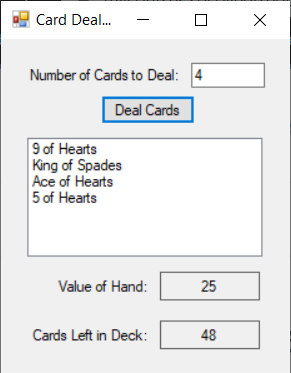 Card Deal...
Number of Cards to Deal: 4
Deal Cards
9 of Hearts
King of Spades
Ace of Hearts
5 of Hearts
Value of Hand: 25
Cards Left in Deck: 48